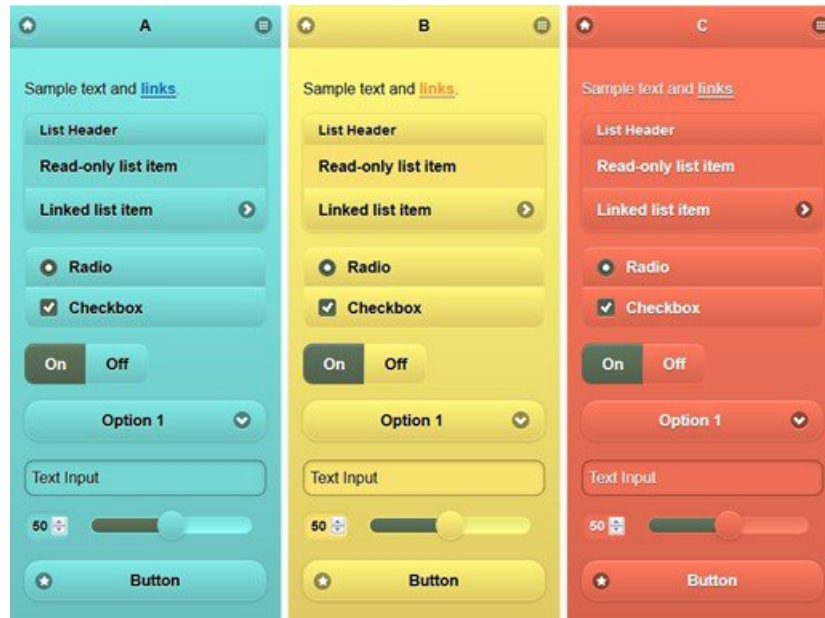 A
Sample text and links.
List Header
Read-only list item
Linked list item
Radio
Checkbox
On Off
Option 1
Text Input
50
Button
B
Sample text and links.
List Header
Read-only list item
Linked list item
Radio
Checkbox
On Off
Option 1
Text Input
50
Button
C
Sample text and links.
List Header
Read-only list item
Linked list item
Radio
Checkbox
On Off
Option 1
Text Input
50
Button